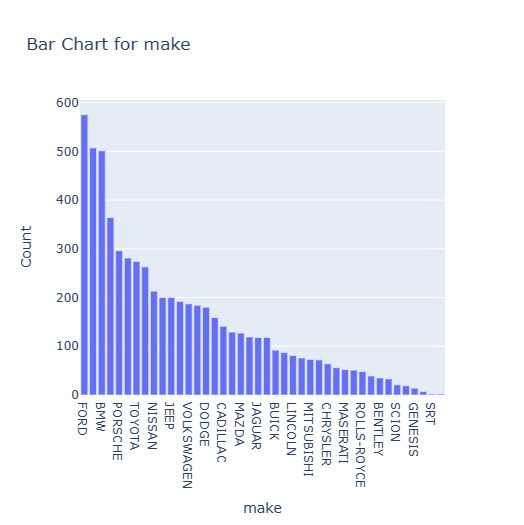 Bar Chart for make
600
500
400
300
200
100
0
Count
FORD
BMW
PORSCHE
TOYOTA
NISSAN
JEEP
VOLKSWAGEN
DODGE
CADILLAC
MAZDA
JAGUAR
BUICK
LINCOLN
MITSUBISHI
CHRYSLER
MASERATI
ROLLS-ROYCE
BENTLEY
SCION
GENESIS
SRT
make